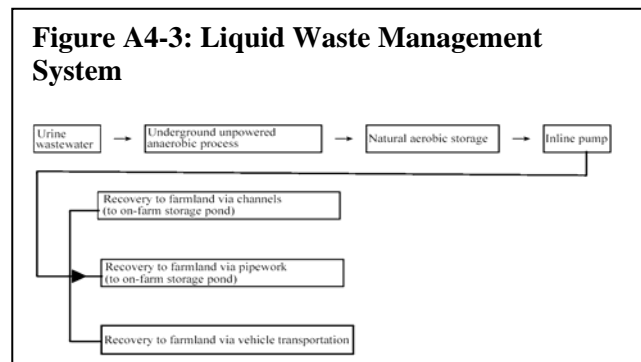 Figure A4-3: Liquid Waste Management
System
Urine
wastewater
Underground unpowered
anaerobic process
Natural aerobic storage
Inline pump
Recovery to farmland via channels
(to on-farm storage pond)
Recovery to farmland via pipework
(to on-farm storage pond)
Recovery to farmland via vehicle transportation